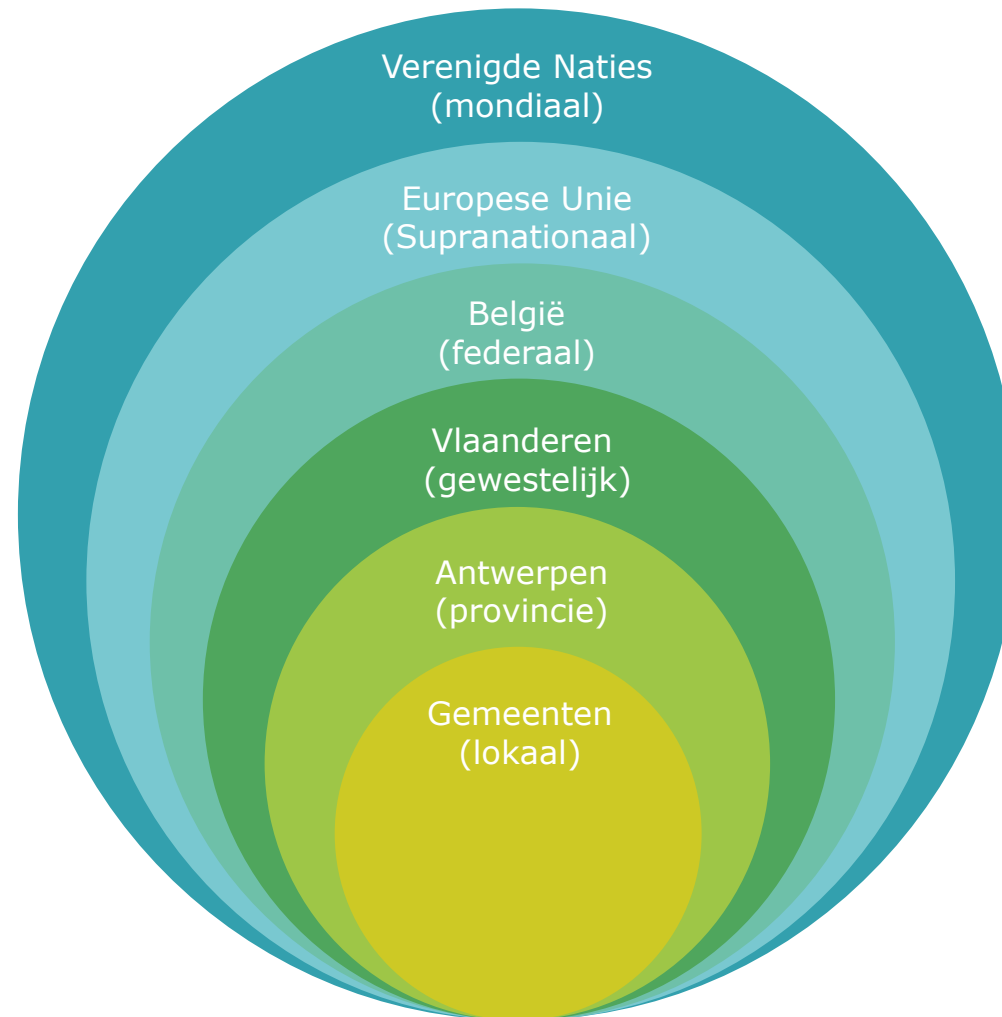 Verenigde Naties
(mondiaal)
Europese Unie
(Supranationaal)
België
(federaal)
Vlaanderen
(gewestelijk)
Antwerpen
(provincie)
Gemeenten
(lokaal)